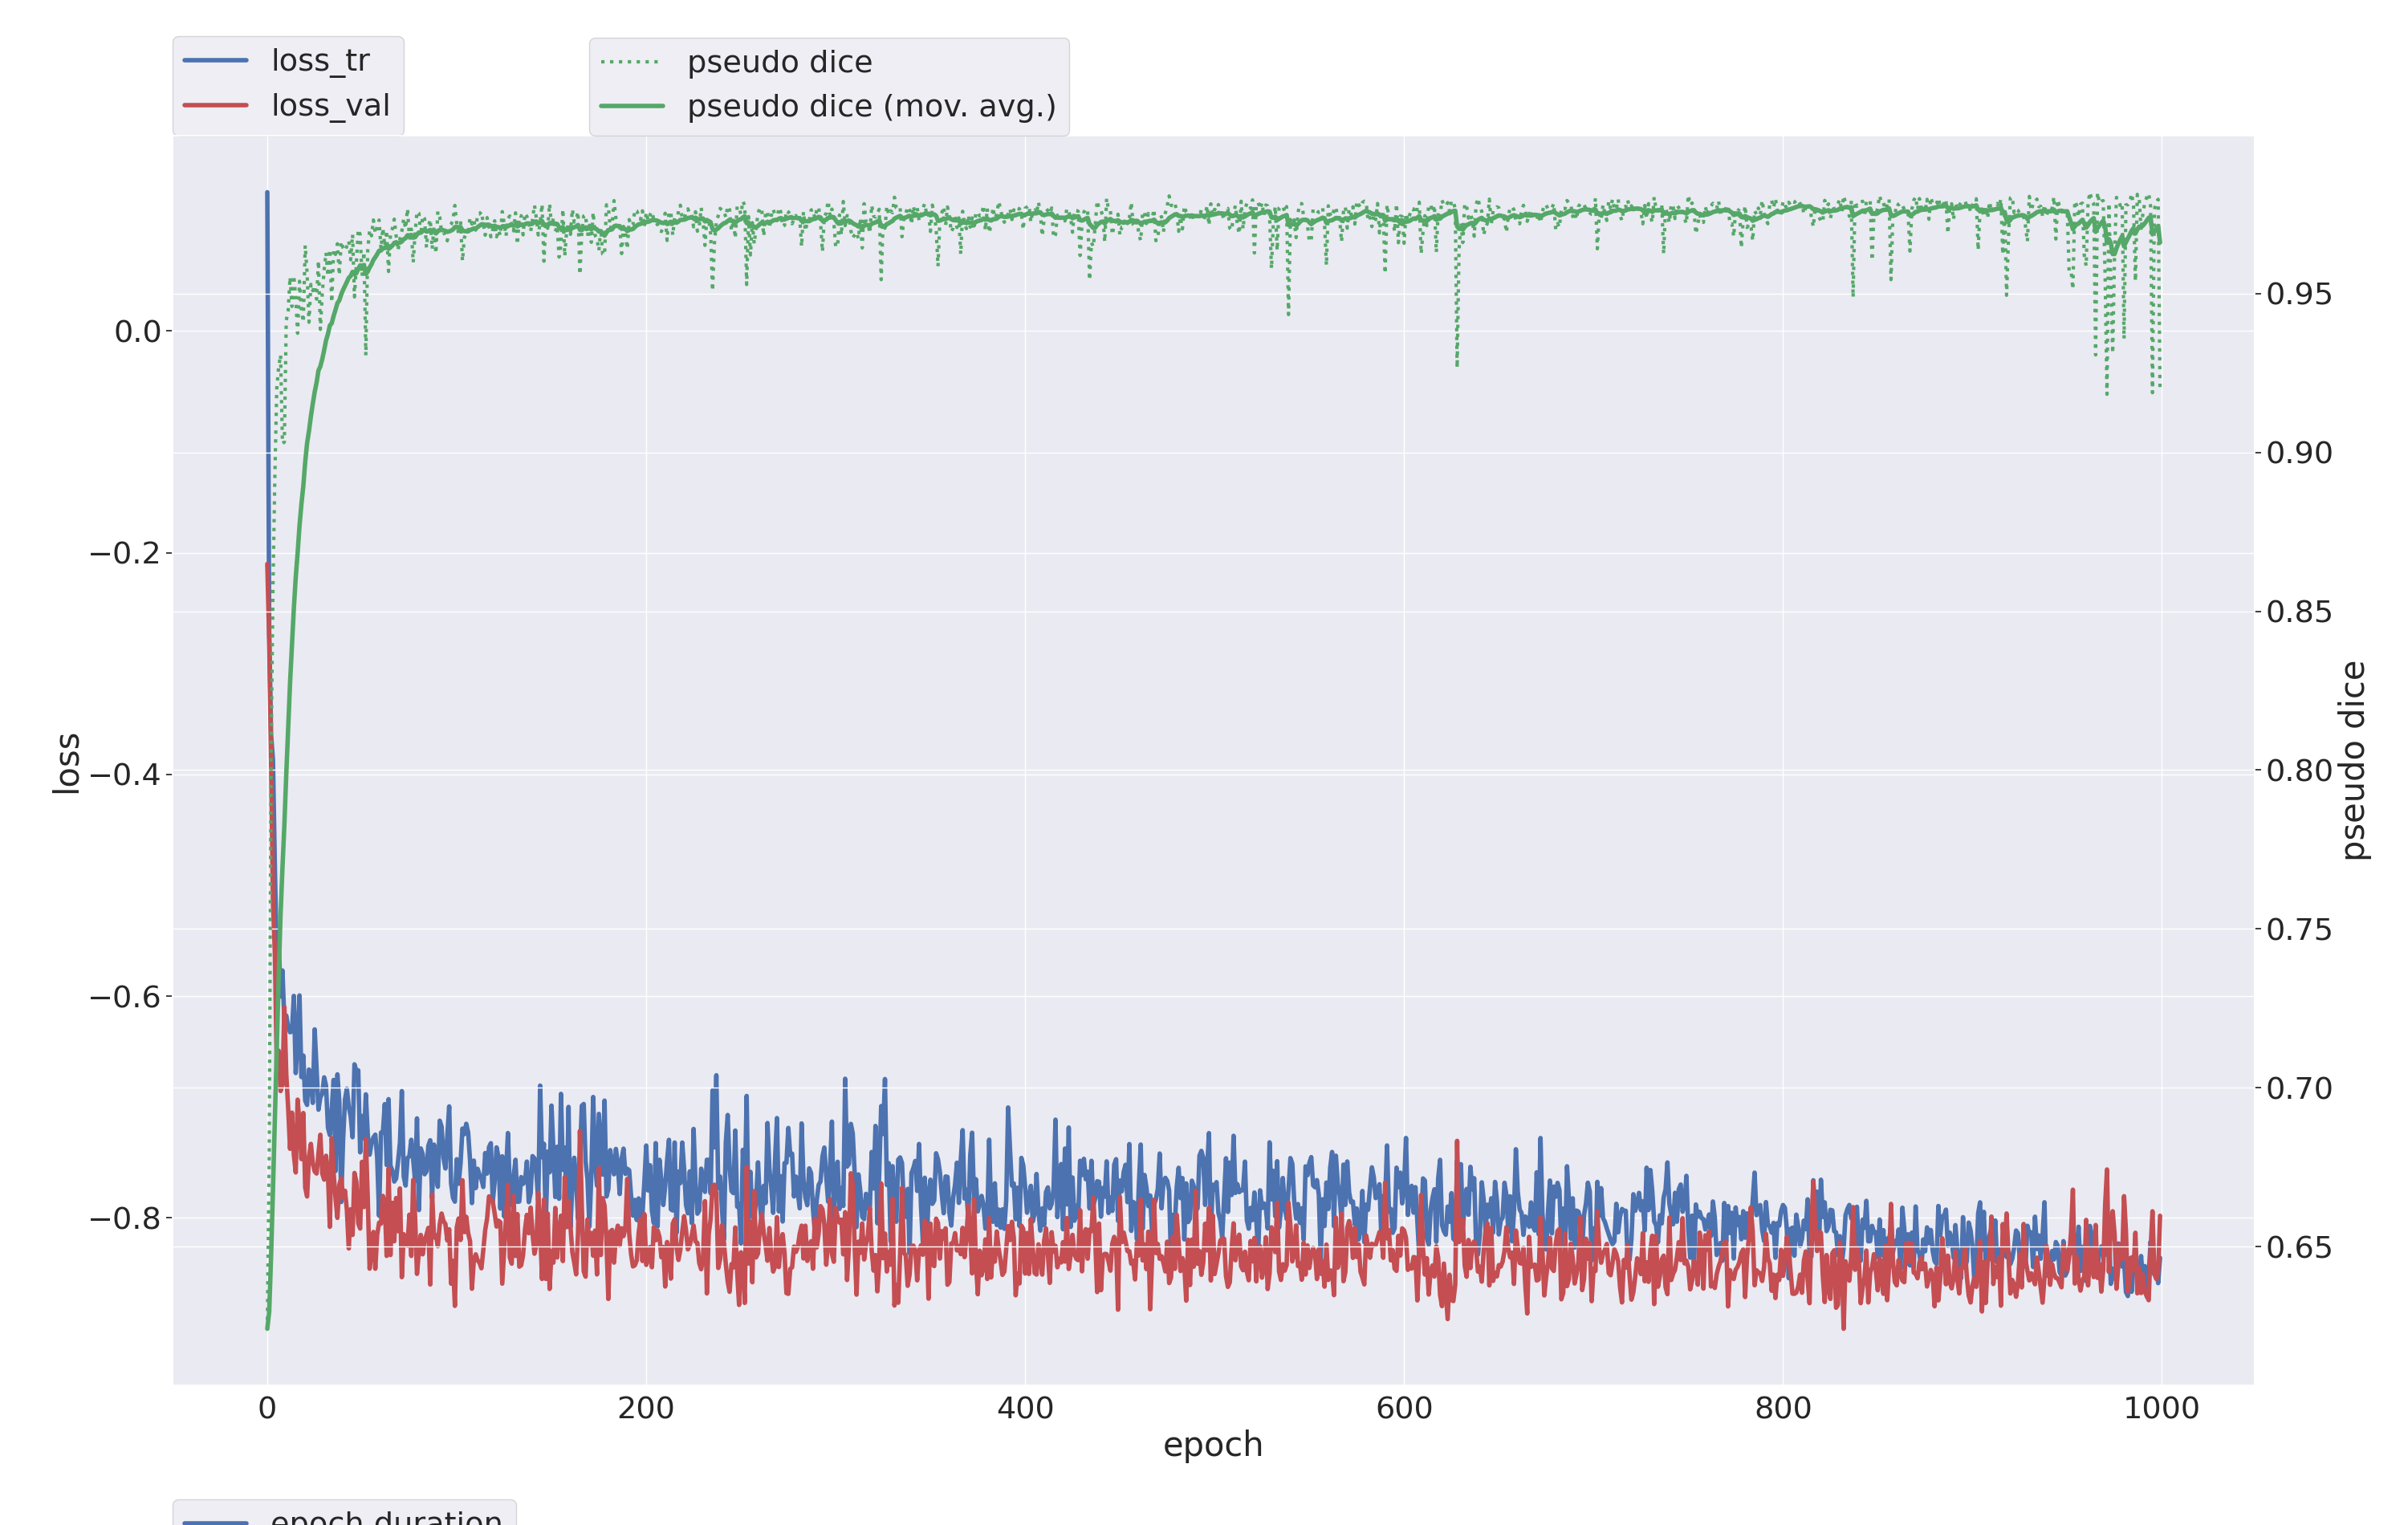 loss_tr
loss_val
pseudo dice
pseudo dice (mov. avg.)
0.0
−0.2
−0.4
−0.6
−0.8
loss
0.95
0.90
0.85
0.80
0.75
0.70
0.65
pseudo dice
0 200 400 600 800 1000
epoch
epoch duration